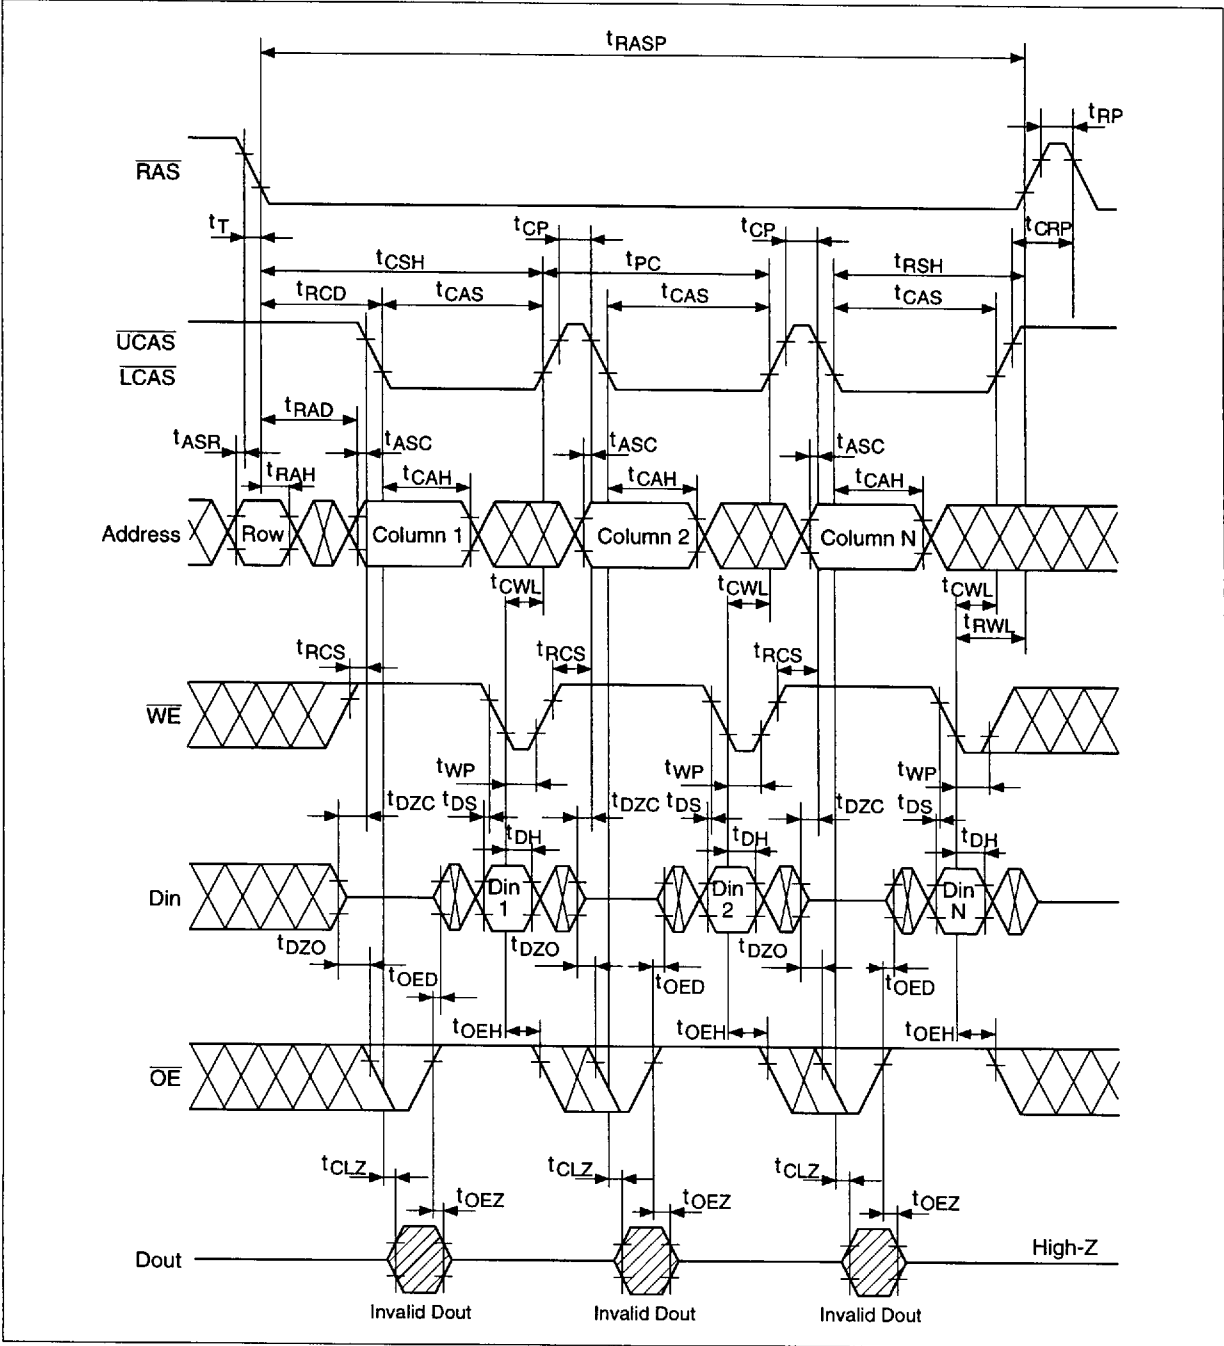 tRASP
tRP
RAS
tT
tCP
tCP
tCRP
tCSH
tPC
tRSH
tRCD
tCAS
tCAS
tCAS
UCAS
LCAS
tRAD
tASR
tASC
tASC
tASC
tRAH
tCAH
tCAH
tCAH
Address
Row
Column 1
Column 2
Column N
tCWL
tCWL
tCWL
tRWL
tRCS
tRCS
tRCS
WE
tWP
tWP
tWP
tDZC
tDS
tDZC
tDS
tDZC
tDS
tDH
tDH
tDH
Din
Din 1
Din 2
Din N
tDZO
tDZO
tDZO
tOED
tOED
tOED
tOEH
tOEH
tOEH
OE
tCLZ
tCLZ
tCLZ
tOEZ
tOEZ
tOEZ
Dout
High-Z
Invalid Dout
Invalid Dout
Invalid Dout